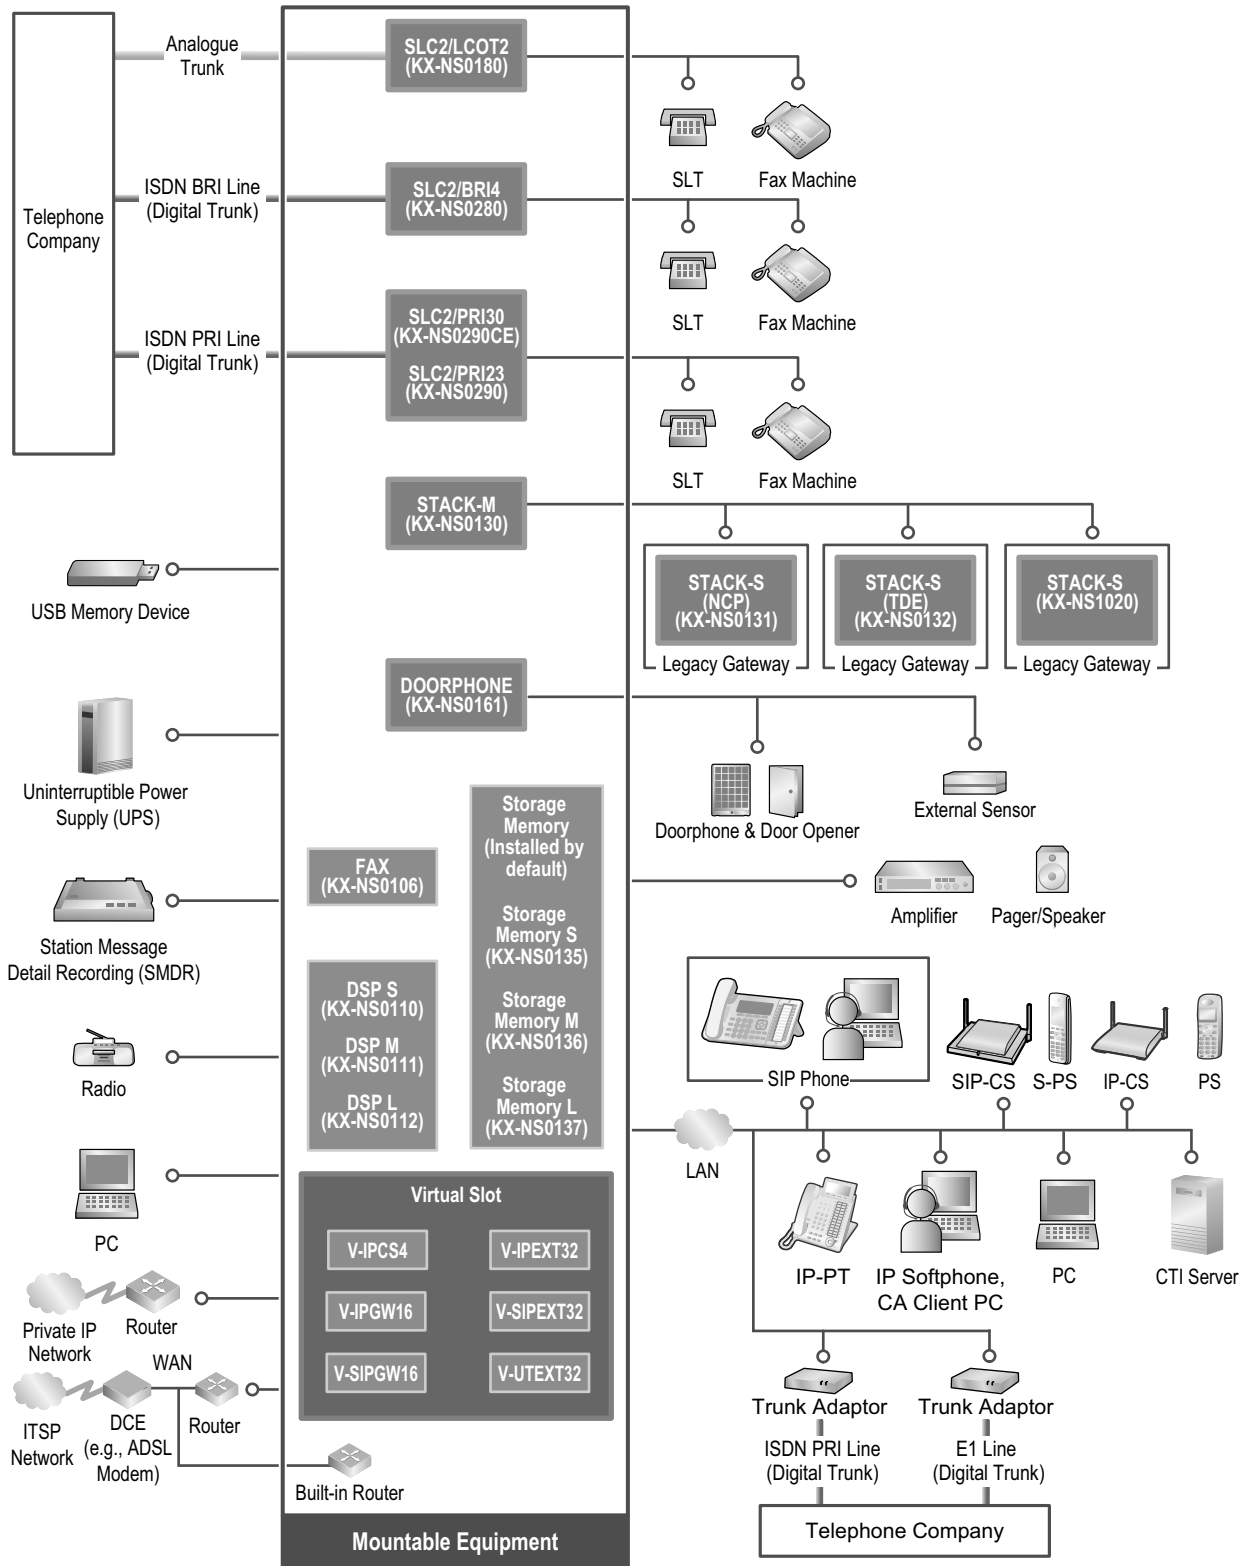 Telephone
Company
Analogue
Trunk
SLC2/LCOT2
(KX-NS0180)
SLT
Fax Machine
ISDN BRI Line
(Digital Trunk)
SLC2/BRI4
(KX-NS0280)
SLT
Fax Machine
ISDN PRI Line
(Digital Trunk)
SLC2/PRI30
(KX-NS0290CE)
SLC2/PRI23
(KX-NS0290)
SLT
Fax Machine
STACK-M
(KX-NS0130)
STACK-S
(NCP)
(KX-NS0131)
Legacy Gateway
STACK-S
(TDE)
(KX-NS0132)
Legacy Gateway
STACK-S
(KX-NS1020)
Legacy Gateway
USB Memory Device
DOORPHONE
(KX-NS0161)
Doorphone & Door Opener
External Sensor
Uninterruptible Power
Supply (UPS)
Storage
Memory
(Installed by
default)
Storage
Memory S
(KX-NS0135)
Storage
Memory M
(KX-NS0136)
Storage
Memory L
(KX-NS0137)
FAX
(KX-NS0106)
Amplifier
Pager/Speaker
Station Message
Detail Recording (SMDR)
DSP S
(KX-NS0110)
DSP M
(KX-NS0111)
DSP L
(KX-NS0112)
Radio
SIP Phone
SIP-CS
S-PS
IP-CS
PS
LAN
PC
Virtual Slot
V-IPCS4
V-IPEXT32
V-IPGW16
V-SIPEXT32
V-SIPGW16
V-UTEXT32
IP-PT
IP Softphone,
CA Client PC
PC
CTI Server
Private IP
Network
Router
WAN
ITSP
Network
DCE
(e.g., ADSL
Modem)
Router
Built-in Router
Trunk Adaptor
Trunk Adaptor
ISDN PRI Line
(Digital Trunk)
E1 Line
(Digital Trunk)
Telephone Company
Mountable Equipment